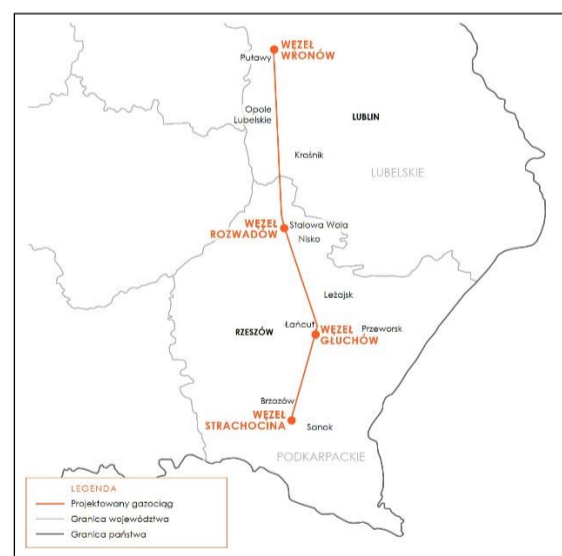 WĘZEŁ
WRONÓW
Puławy
Opole
Lubelskie
LUBLIN
Kraśnik
LUBELSKIE
WĘZEŁ
ROZWADÓW
Stalowa Wola
Nisko
Leżajsk
Łańcut
Przeworsk
RZESZÓW
WĘZEŁ
GŁUCHÓW
Brzozów
WĘZEŁ
STRACHOCINA
Sanok
PODKARPACKIE
LEGENDA
Projektowany gazociąg
Granica województwa
Granica państwa